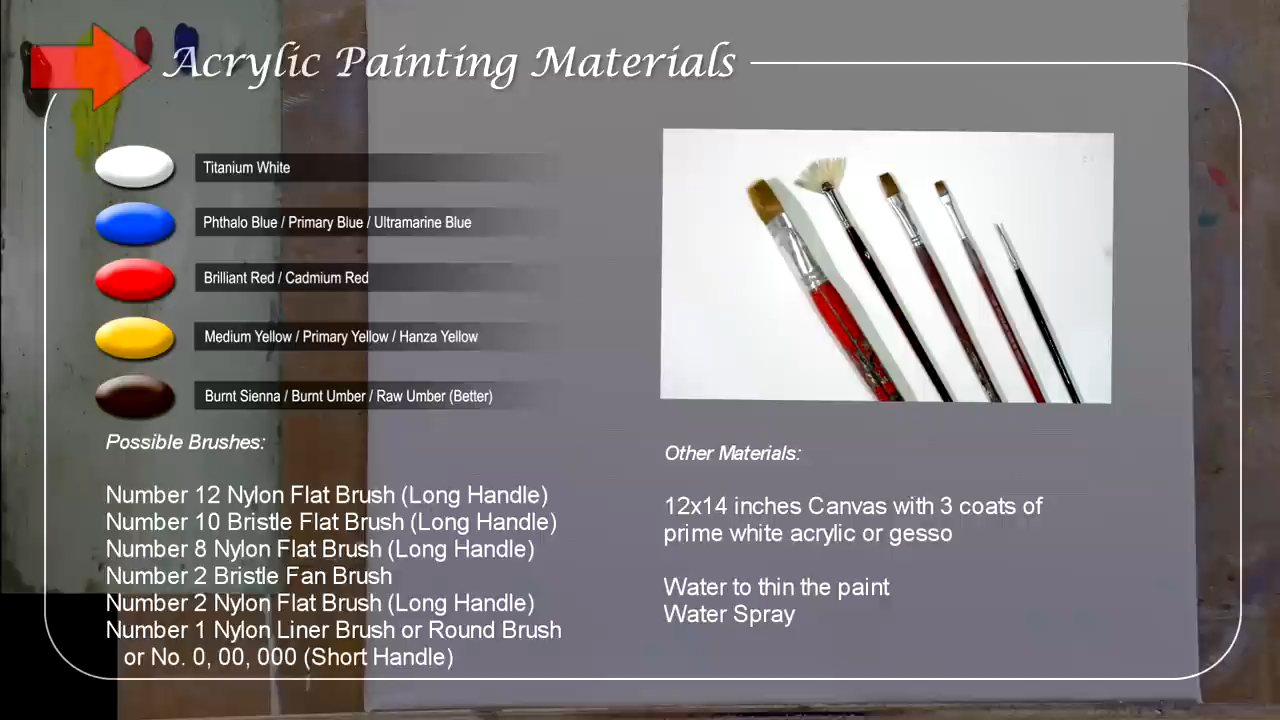 Acrylic Painting Materials
Titanium White
Phthalo Blue / Primary Blue / Ultramarine Blue
Brilliant Red / Cadmium Red
Medium Yellow / Primary Yellow / Hanza Yellow
Burnt Sienna / Burnt Umber / Raw Umber (Better)
Possible Brushes:
Number 12 Nylon Flat Brush (Long Handle)
Number 10 Bristle Flat Brush (Long Handle)
Number 8 Nylon Flat Brush (Long Handle)
Number 2 Bristle Fan Brush
Number 2 Nylon Flat Brush (Long Handle)
Number 1 Nylon Liner Brush or Round Brush
or No. 0, 00, 000 (Short Handle)
Other Materials:
12x14 inches Canvas with 3 coats of
prime white acrylic or gesso
Water to thin the paint
Water Spray